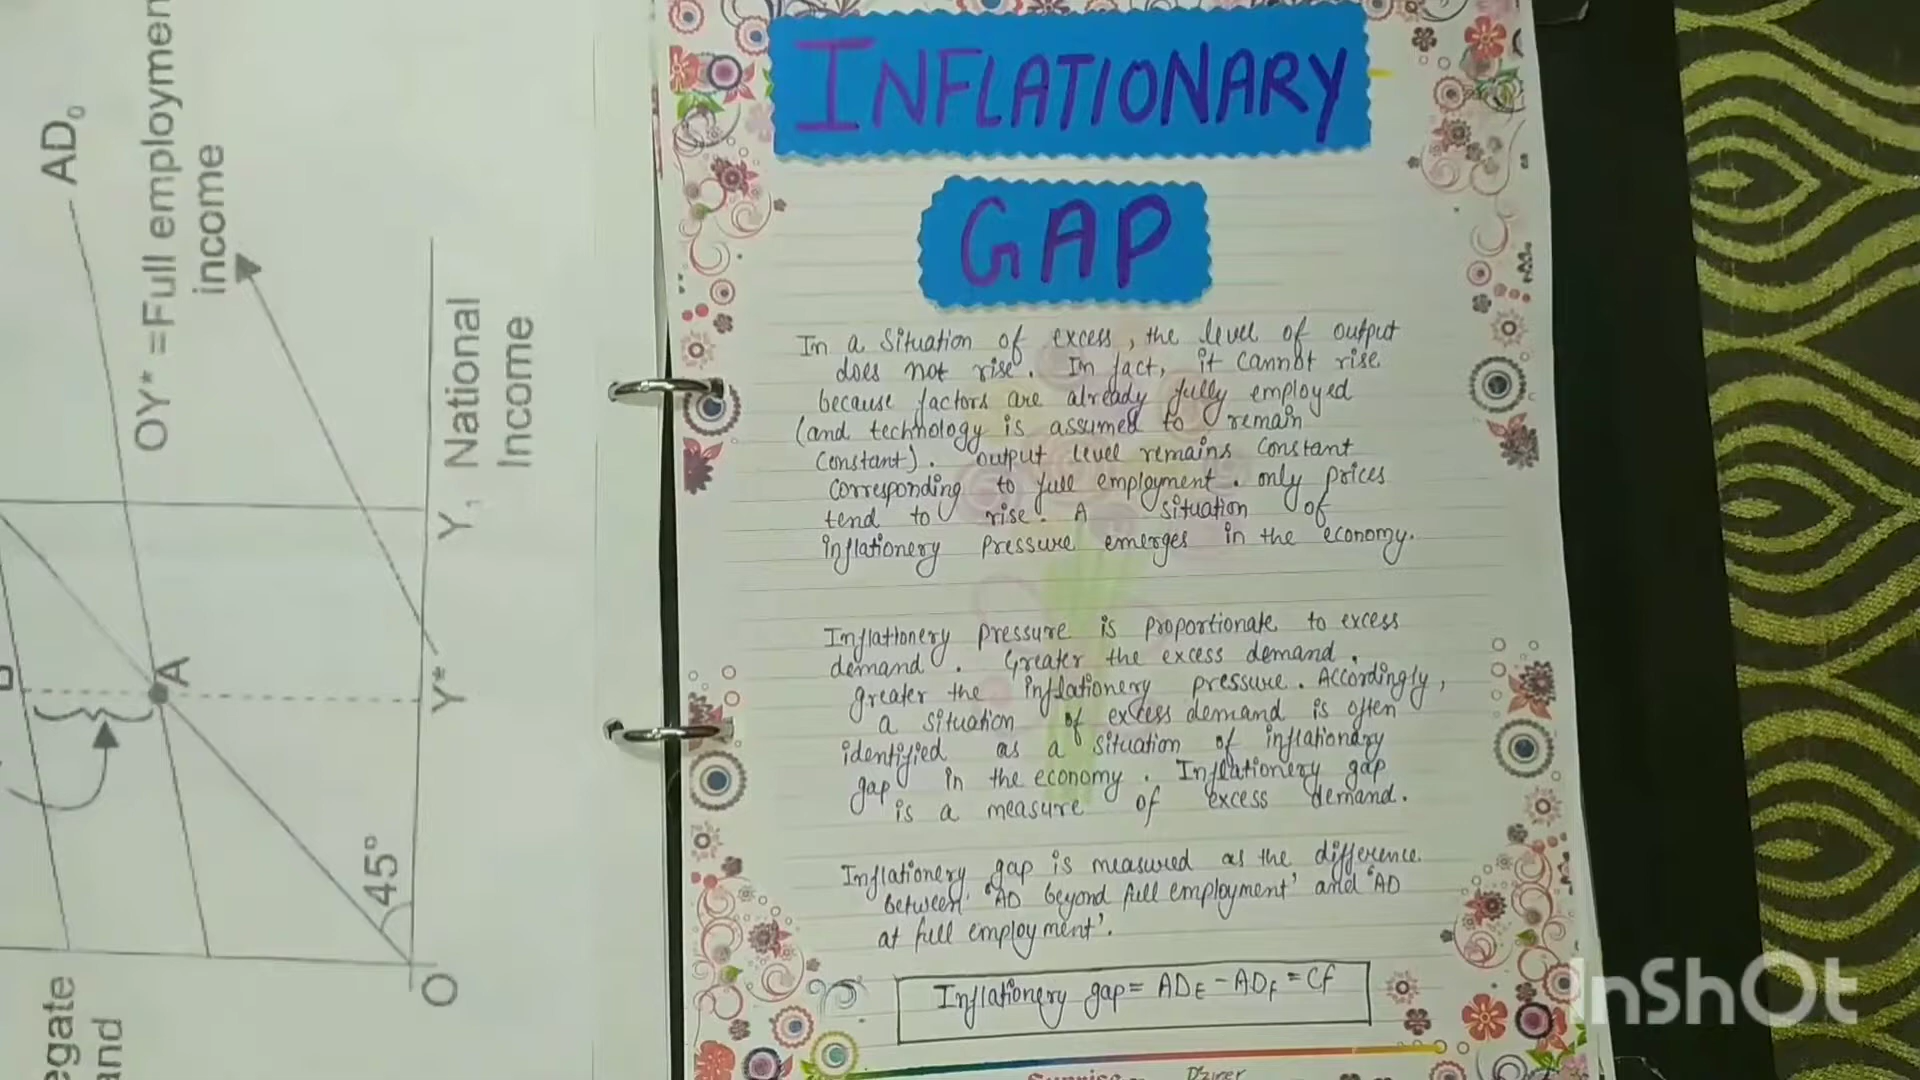 AD₀
OY* =Full employmen
income
Y₁ National
Income
A
Y*
45°
O
egate
and
INFLATIONARY
GAP
In a situation of excess, the level of output
does not rise. In fact, it cannot rise
because factors are already fully employed
(and technology is assumed to remain
constant). output level remains constant
corresponding to full employment. only prices
tend to rise. A situation of
inflationery pressure emerges in the economy.
Inflationery pressure is proportionate to excess
demand. Greater the excess demand.
greater the inflationery pressure. Accordingly,
a situation of excess demand is often
identified as a situation of inflationary
gap in the economy. Inflationery gap
is a measure of excess demand.
Inflationery gap is measured as the difference
between 'AD beyond full employment' and 'AD
at full employment'.
Inflationery gap = ADE - ADF = CF
InShOt